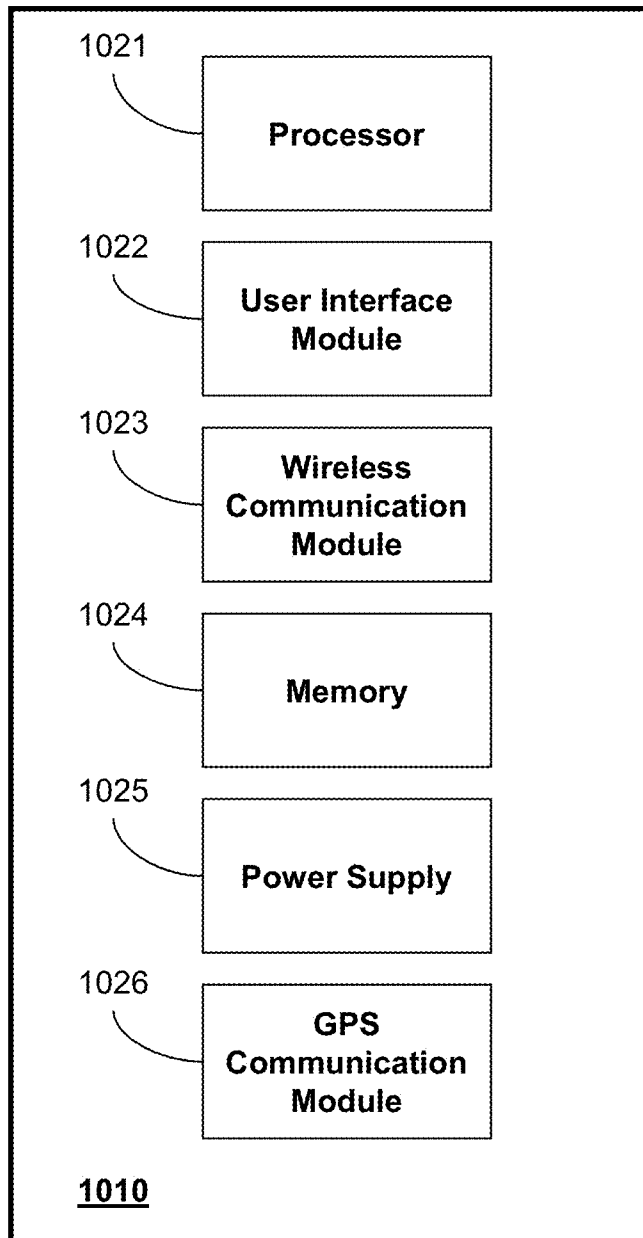 1021
Processor
1022
User Interface
Module
1023
Wireless
Communication
Module
1024
Memory
1025
Power Supply
1026
GPS
Communication
Module
1010